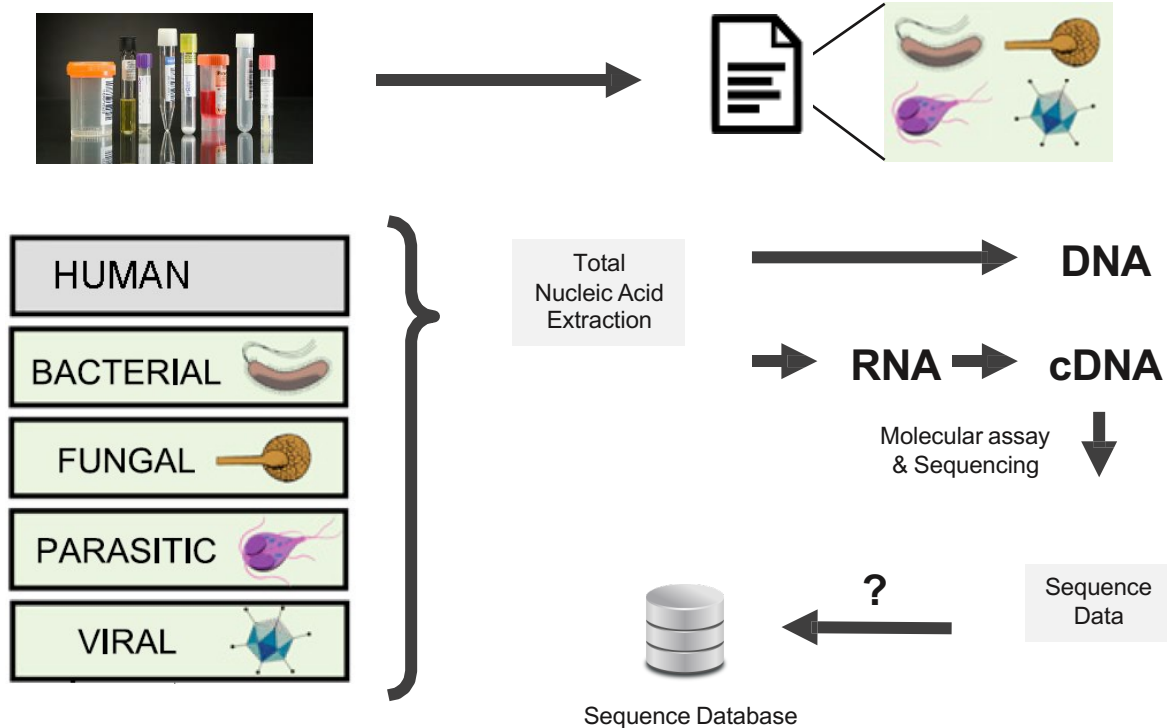 HUMAN
BACTERIAL
FUNGAL
PARASITIC
VIRAL
Total
Nucleic Acid
Extraction
DNA
RNA
cDNA
Molecular assay
& Sequencing
?
Sequence
Data
Sequence Database